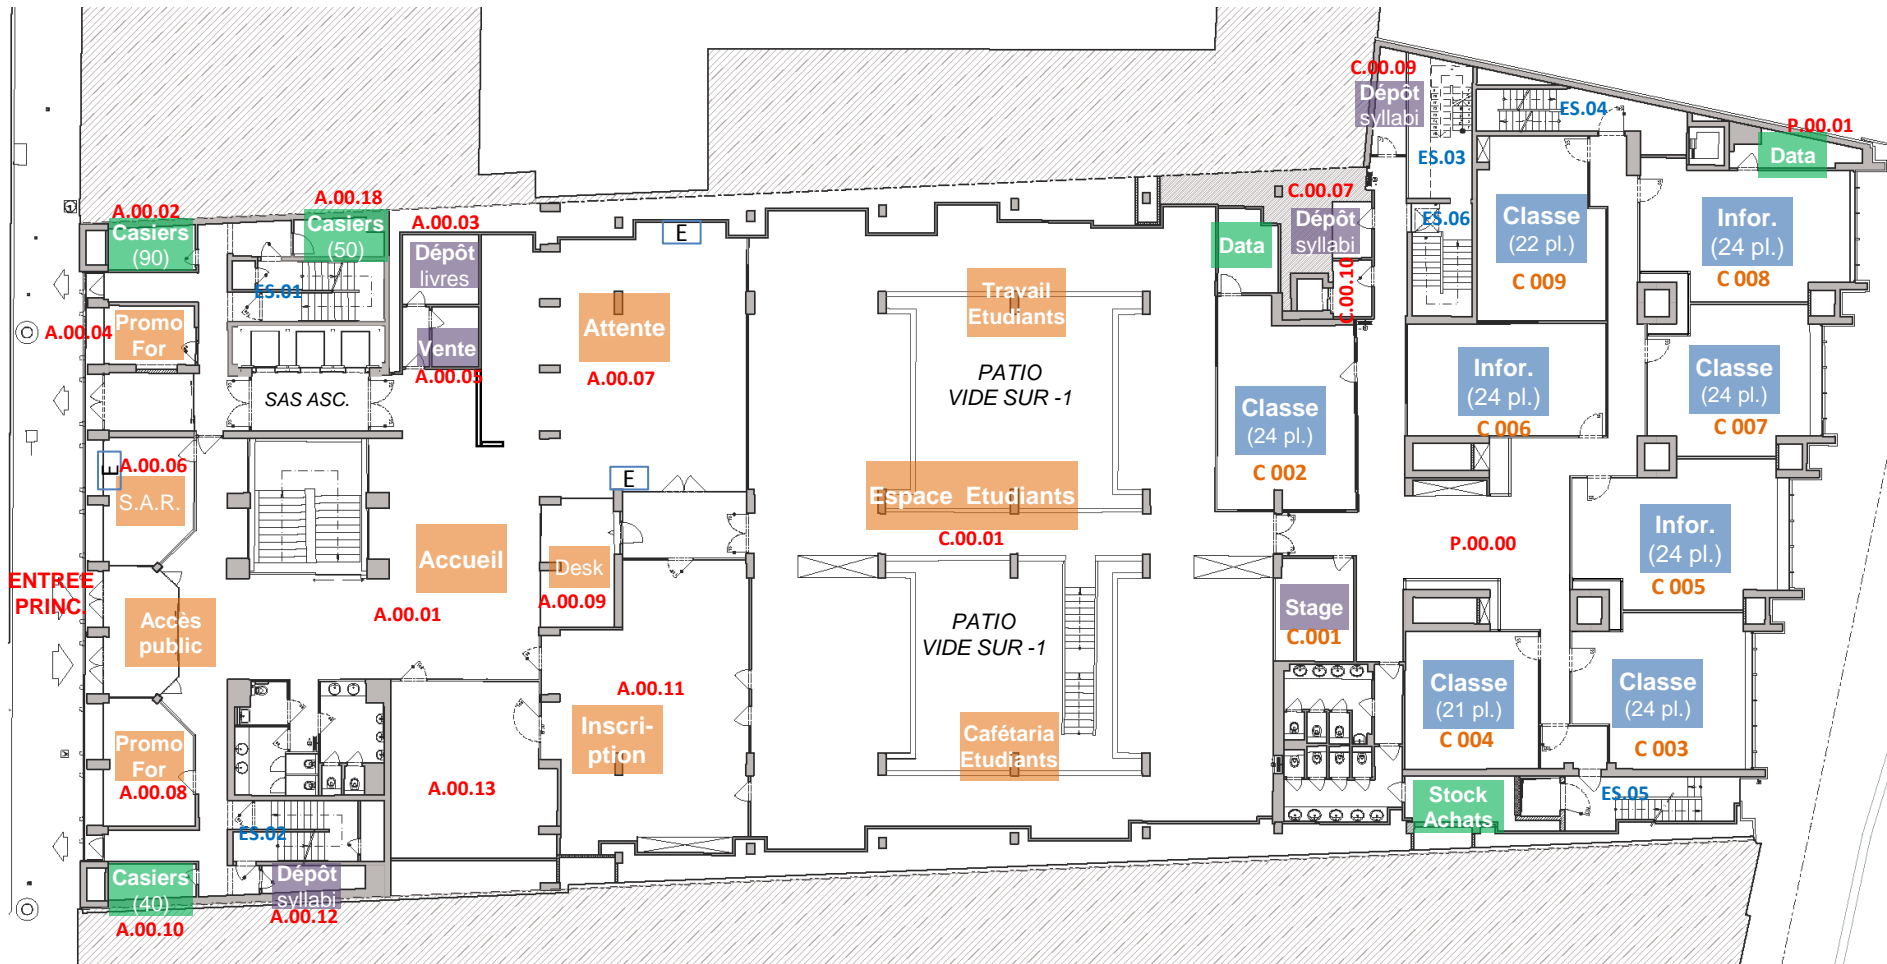 C.00.09
Dépôt
syllabi
ES.04
P.00.01
Data
ES.03
A.00.02
Casiers
(90)
A.00.18
Casiers
(50)
A.00.03
Dépôt
livres
E
C.00.07
Dépôt
syllabi
ES.06
Data
C.00.10
Classe
(22 pl.)
C 009
Infor.
(24 pl.)
C 008
ES.01
A.00.04
Promo
For
Vente
A.00.05
Attente
A.00.07
Travail
Etudiants
PATIO
VIDE SUR -1
SAS ASC.
Classe
(24 pl.)
C 002
Infor.
(24 pl.)
C 006
Classe
(24 pl.)
C 007
E
A.00.06
S.A.R.
E
Espace Etudiants
C.00.01
Accueil
Desk
A.00.09
P.00.00
Infor.
(24 pl.)
C 005
ENTREE
PRINC.
Accès
public
A.00.01
PATIO
VIDE SUR -1
Stage
C.001
A.00.11
Inscri-
ption
Classe
(21 pl.)
C 004
Classe
(24 pl.)
C 003
Promo
For
A.00.08
A.00.13
Cafétaria
Etudiants
Stock
Achats
ES.05
ES.02
Casiers
(40)
A.00.10
Dépôt
syllabi
A.00.12